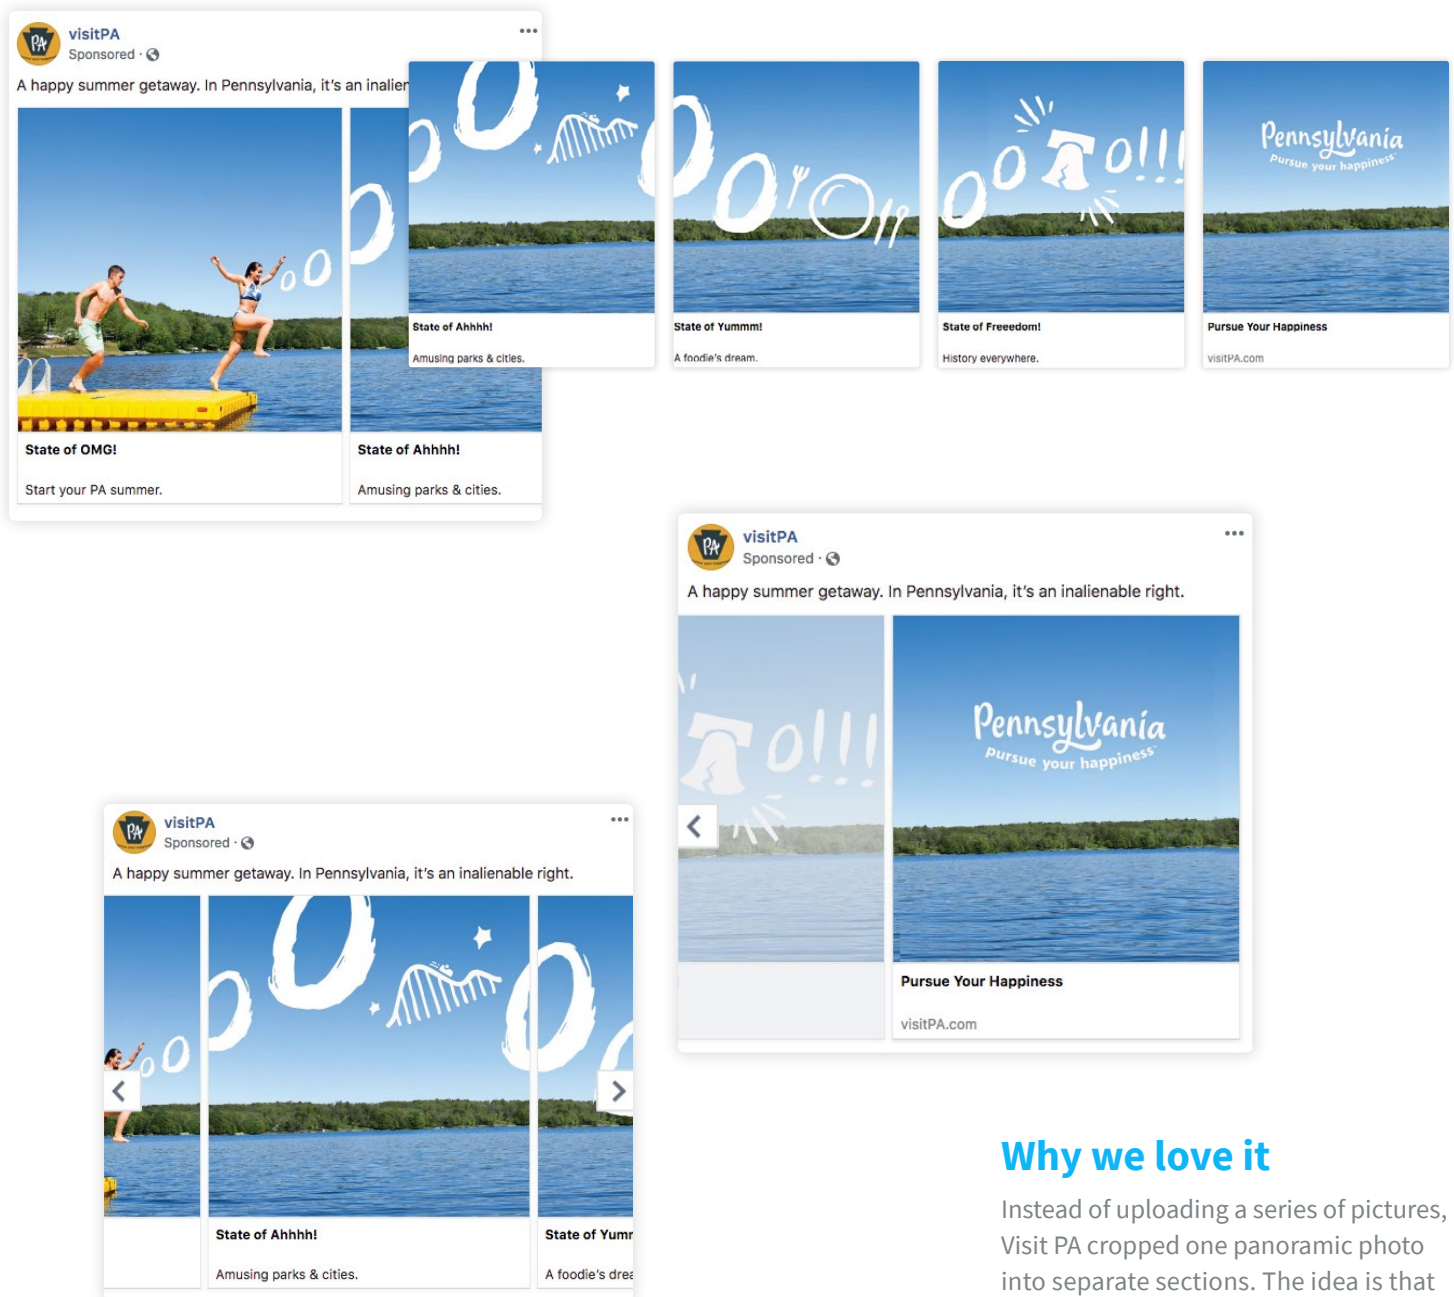 visitPA
Sponsored ·
A happy summer getaway. In Pennsylvania, it's an inalien
PA
State of OMG!
Start your PA summer.
State of Ahhhh!
Amusing parks & cities.
State of Ahhhh!
Amusing parks & cities.
State of Yummm!
A foodie's dream.
O!!!
State of Freeedom!
History everywhere.
Pennsylvania
pursue your happiness
Pursue Your Happiness
visitPA.com
PA
visitPA
Sponsored ·
A happy summer getaway. In Pennsylvania, it's an inalienable right.
O!!!
Pennsylvania
pursue your happiness
Pursue Your Happiness
visitPA.com
PA
visitPA
Sponsored ·
A happy summer getaway. In Pennsylvania, it's an inalienable right.
State of Ahhhh!
Amusing parks & cities.
State of Yumm
A foodie's drea
Why we love it
Instead of uploading a series of pictures,
Visit PA cropped one panoramic photo
into separate sections. The idea is that